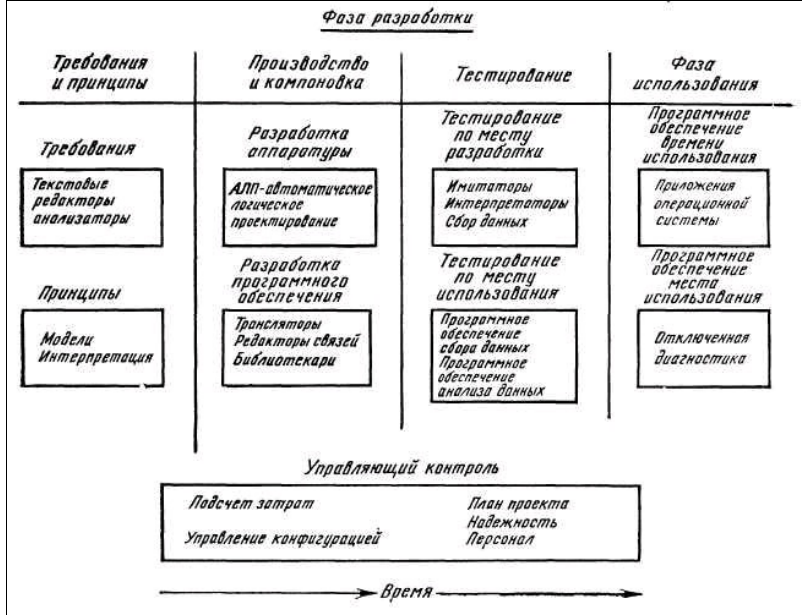 Фаза разработки
Требования
и принципы
Производство
и компоновка
Тестирование
Фаза
использования
Требования
Текстовые
редакторы
анализаторы
Принципы
Модели
Интерпретация
Разработка
аппаратуры
АЛП-автоматическое
логическое
проектирование
Разработка
программного
обеспечения
Трансляторы
Редакторы связей
Библиотекари
Тестирование
по месту
разработки
Имитаторы
Интерпретаторы
Сбор данных
Тестирование
по месту
использования
Программное
обеспечение
сбора данных
Программное
обеспечение
анализа данных
Программное
обеспечение
времени
использования
Приложения
операционной
системы
Программное
обеспечение
места
использования
Отключенная
диагностика
Управляющий контроль
Подсчет затрат
Управление конфигурацией
План проекта
Надежность
Персонал
Время